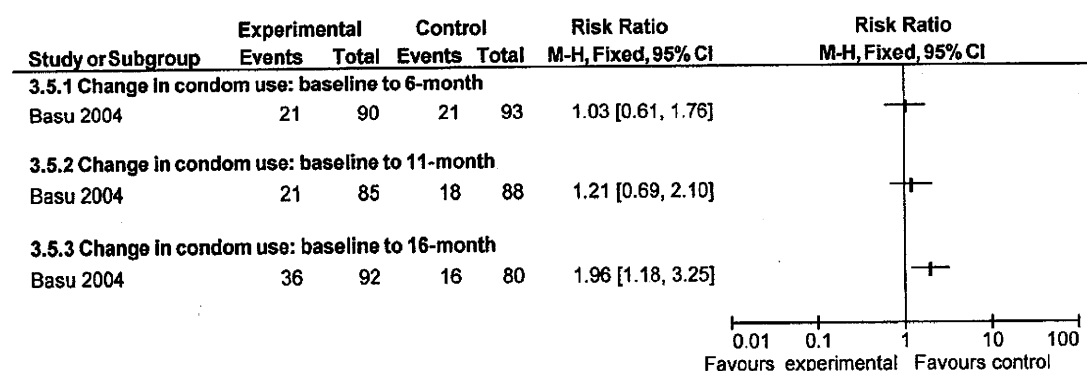 Experimental Control Risk Ratio Risk Ratio
Study or Subgroup Events Total Events Total M-H, Fixed, 95% CI M-H, Fixed, 95% CI
3.5.1 Change in condom use: baseline to 6-month
Basu 2004 21 90 21 93 1.03 [0.61, 1.76]
3.5.2 Change in condom use: baseline to 11-month
Basu 2004 21 85 18 88 1.21 [0.69, 2.10]
3.5.3 Change in condom use: baseline to 16-month
Basu 2004 36 92 16 80 1.96 [1.18, 3.25]
0.01 0.1 1 10 100
Favours experimental Favours control